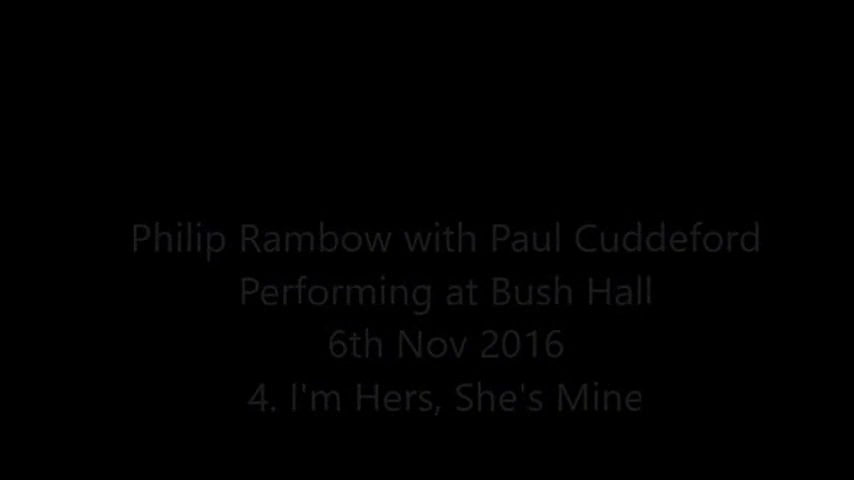 Philip Rambow with Paul Cuddeford
Performing at Bush Hall
6th Nov 2016
4. I'm Hers, She's Mine